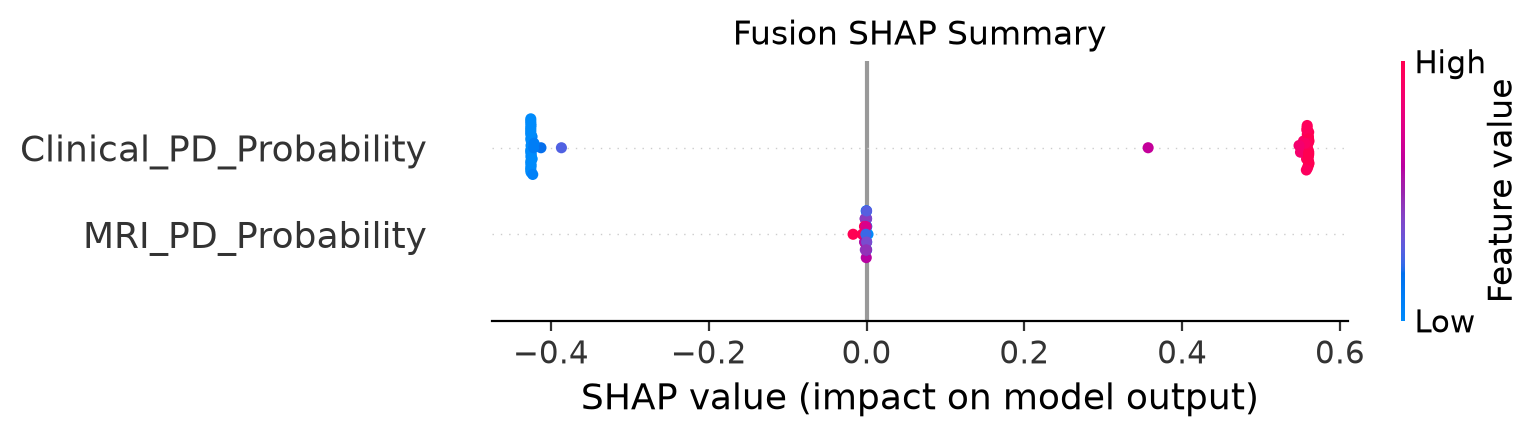 Fusion SHAP Summary
High
Clinical_PD_Probability
MRI_PD_Probability
Feature value
Low
−0.4 −0.2 0.0 0.2 0.4 0.6
SHAP value (impact on model output)